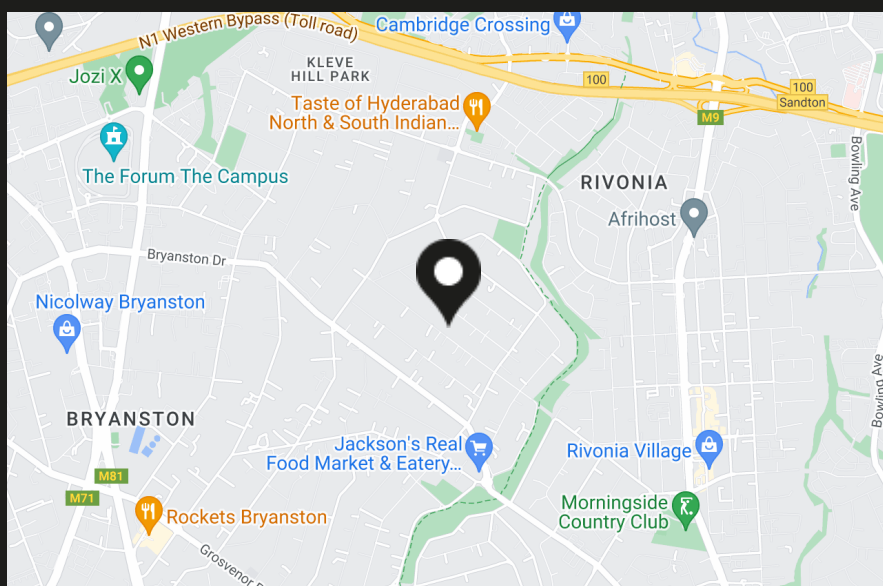 N1 Western Bypass (Toll road)
Cambridge Crossing
Jozi X
KLEVE
HILL PARK
100
100
Sandton
Taste of Hyderabad
North & South Indian...
M9
The Forum The Campus
RIVONIA
Bowling Ave
Afrihost
Bryanston Dr
Nicolway Bryanston
Bowling Ave
BRYANSTON
Jackson's Real
Food Market & Eatery...
Rivonia Village
M81
M71
Rockets Bryanston
Morningside
Country Club
Grosvenor